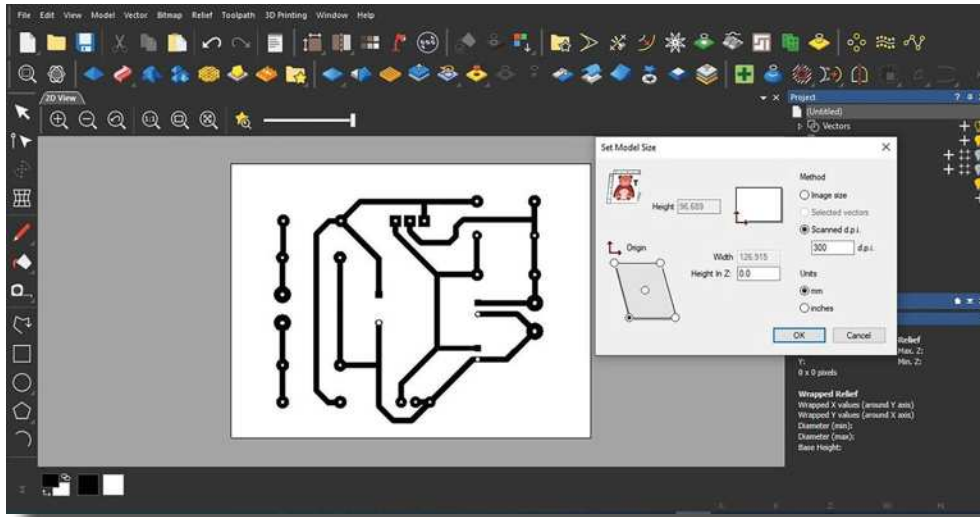 File Edit View Model Vector Bitmap Relief Toolpath 3D Printing Window Help
2D View
1:1
Project
(Untitled)
Vectors
Set Model Size
Height 96.689
Origin
Width 126.915
Height In Z: 0.0
Method
Image size
Selected vectors
Scanned d.p.i.
300 d.p.i.
Units
mm
inches
OK Cancel
Relief
Max. Z:
Y: Min. Z:
0 x 0 pixels
Wrapped Relief
Wrapped X values (around Y axis)
Wrapped Y values (around X axis)
Diameter (min):
Diameter (max):
Base Height: